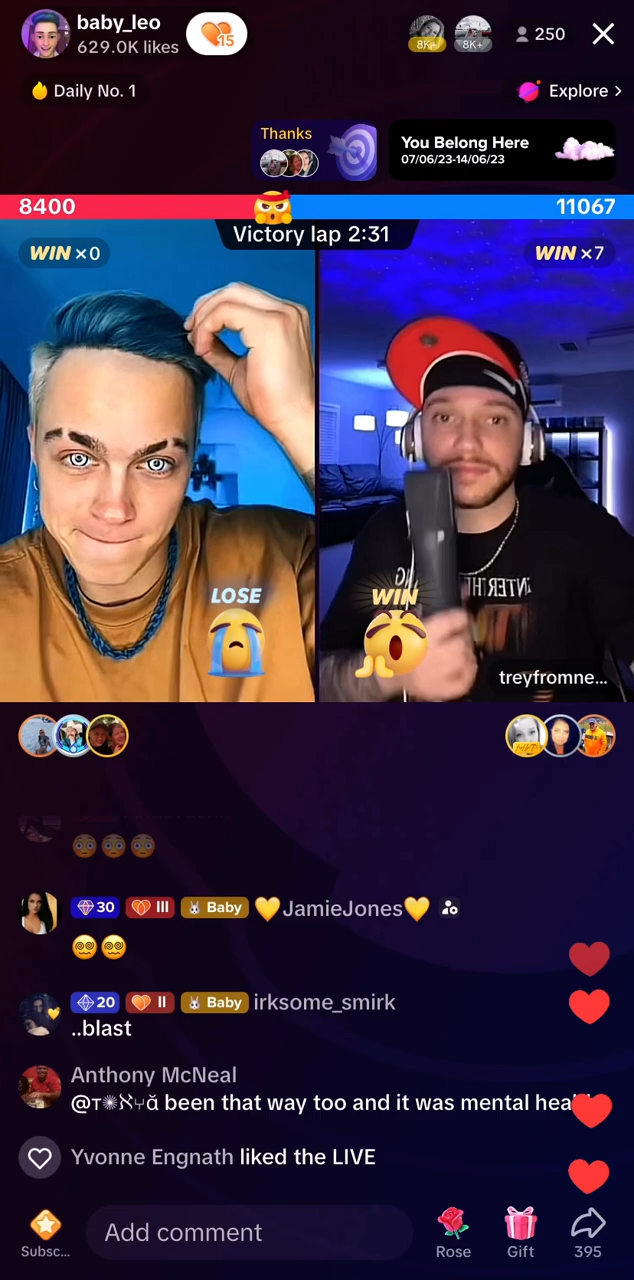 baby_leo
629.0K likes
15
8K+
8K+
250
Daily No. 1
Explore
Thanks
You Belong Here
07/06/23-14/06/23
8400
11067
Victory lap 2:31
WIN ×0
WIN ×7
LOSE
WIN
treyfromne...
30 III Baby 💛JamieJones💛
20 II Baby irksome_smirk
..blast
Anthony McNeal
been that way too and it was mental
Yvonne Engnath liked the LIVE
Subsc...
Add comment
Rose
Gift
395